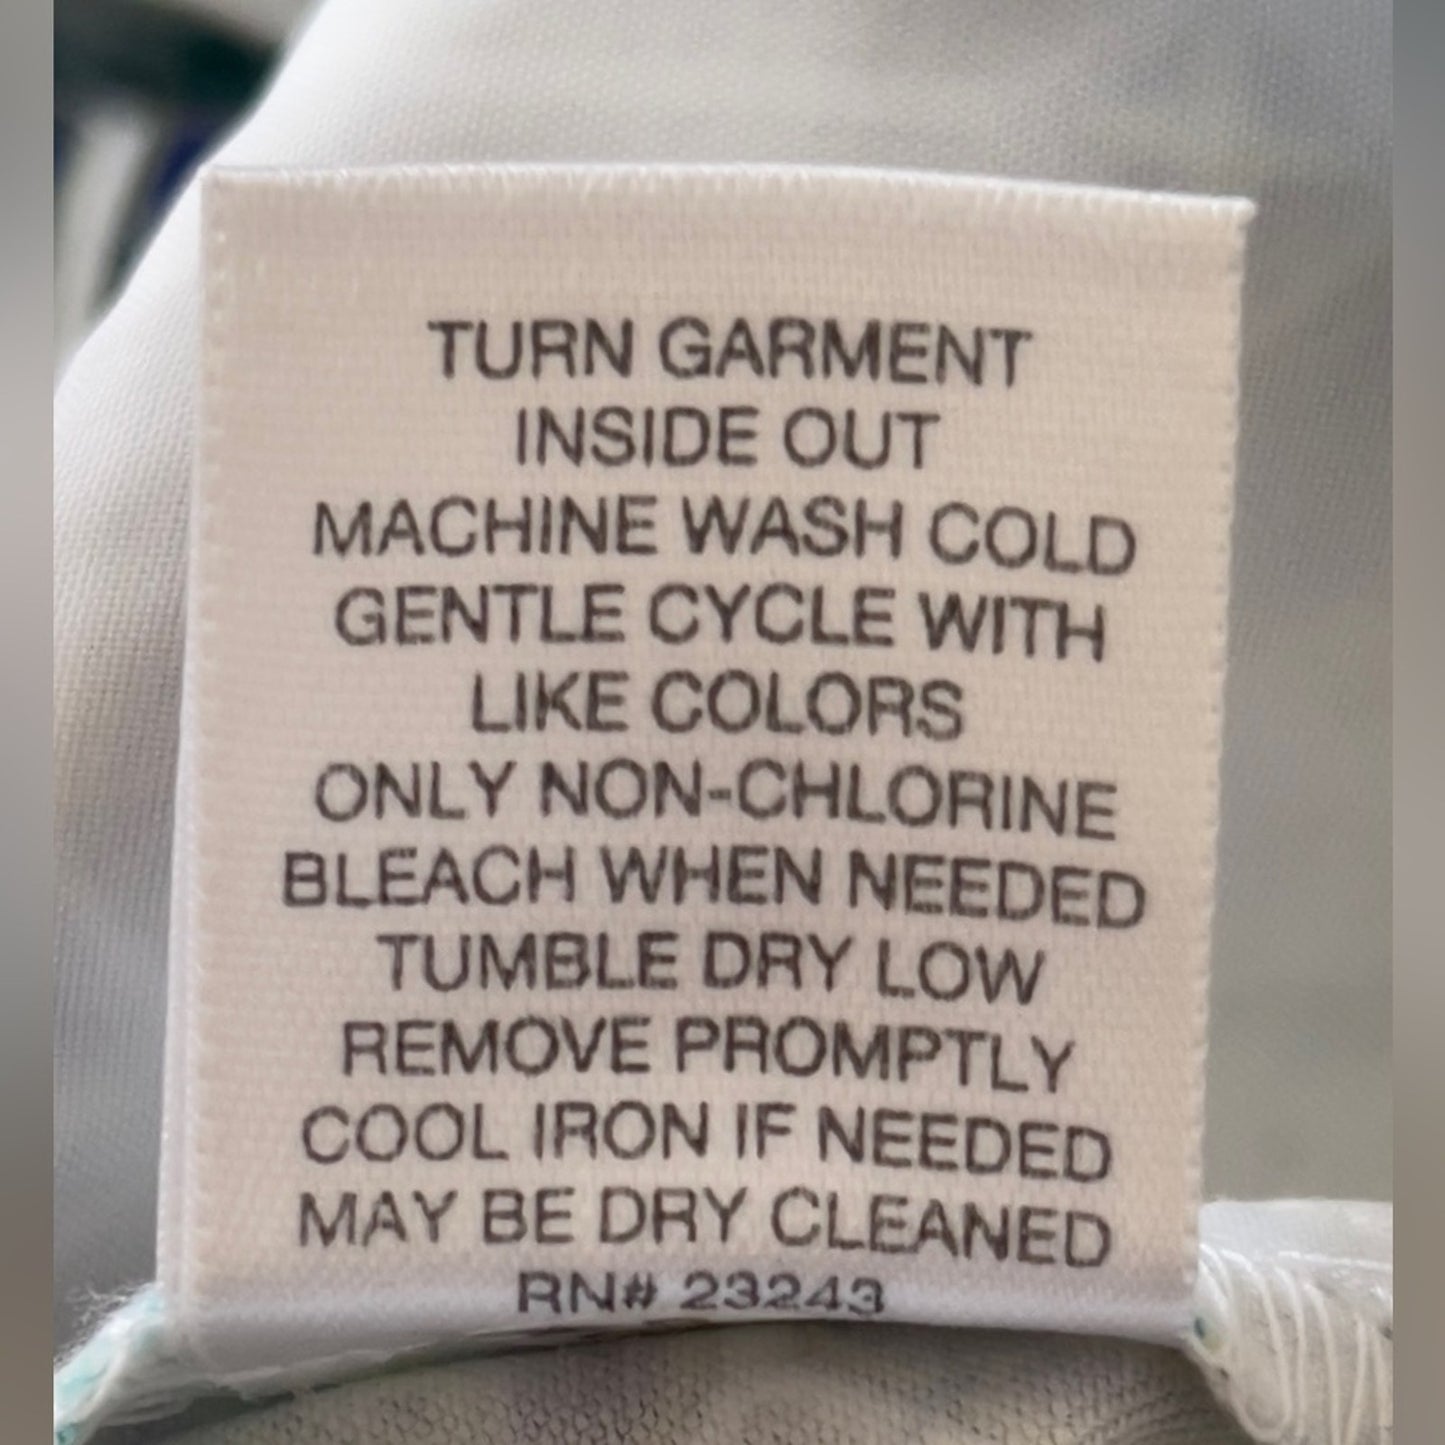 TURN GARMENT
INSIDE OUT
MACHINE WASH COLD
GENTLE CYCLE WITH
LIKE COLORS
ONLY NON-CHLORINE
BLEACH WHEN NEEDED
TUMBLE DRY LOW
REMOVE PROMPTLY
COOL IRON IF NEEDED
MAY BE DRY CLEANED
RN# 23243